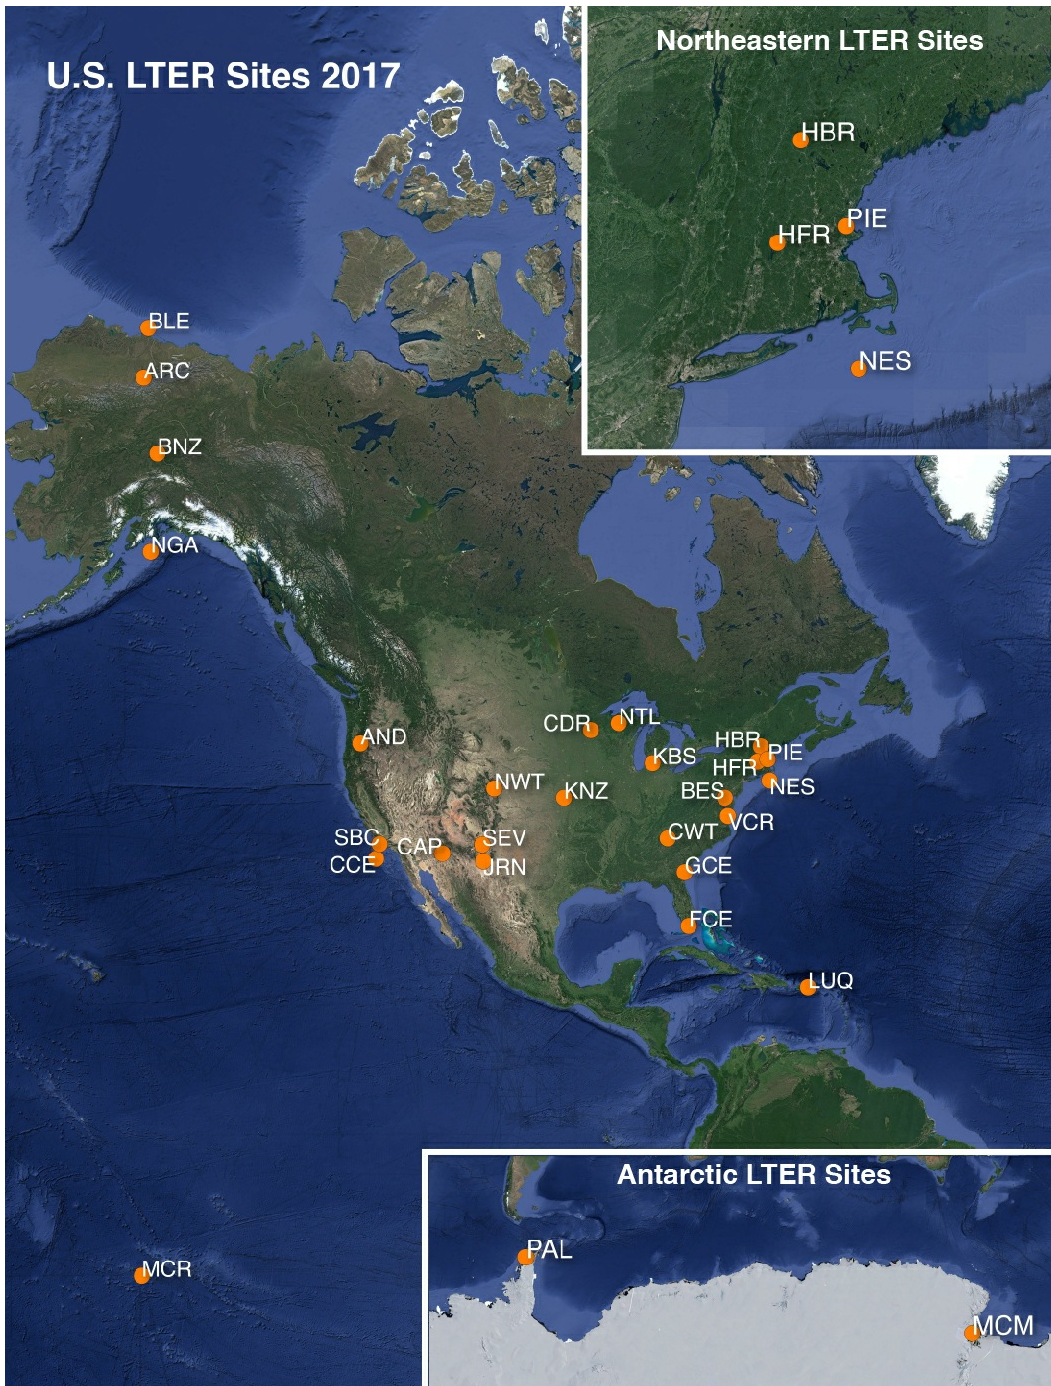 U.S. LTER Sites 2017
Northeastern LTER Sites
HBR
PIE
HFR
NES
BLE
ARC
BNZ
NGA
CDR
NTL
AND
HBR
PIE
KBS
HFR
NWT
KNZ
BES
NES
VCR
SBC
CAP
SEV
CWT
CCE
JRN
GCE
FCE
LUQ
MCR
Antarctic LTER Sites
PAL
MCM